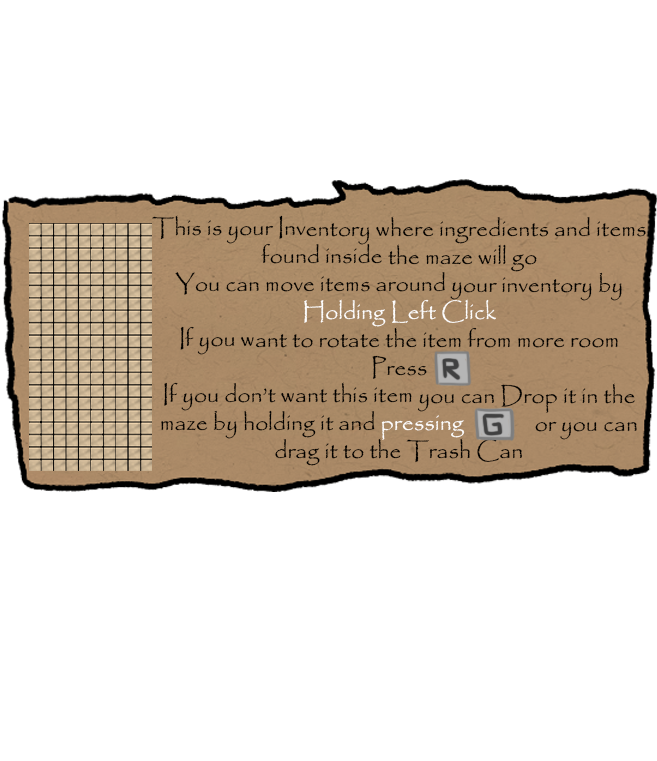 This is your Inventory where ingredients and items
found inside the maze will go
You can move items around your inventory by
Holding Left Click
If you want to rotate the item from more room
Press R
If you don't want this item you can Drop it in the
maze by holding it and pressing G or you can
drag it to the Trash Can